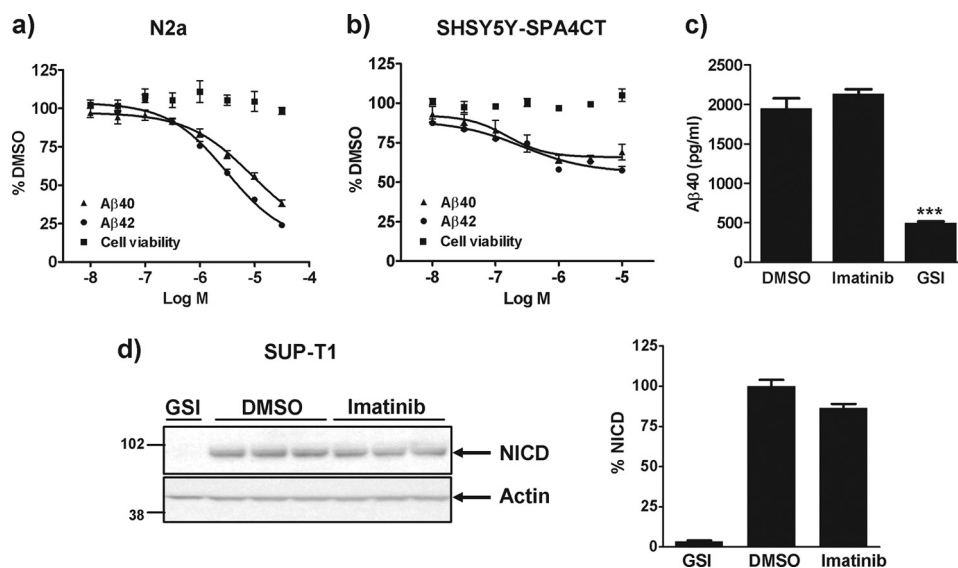 a)
N2a
125
100
75
50
25
0
% DMSO
Aβ40
Aβ42
Cell viability
-8 -7 -6 -5 -4
Log M
b)
SHSY5Y-SPA4CT
125
100
75
50
25
0
% DMSO
Aβ40
Aβ42
Cell viability
-8 -7 -6 -5
Log M
c)
2500
2000
1500
1000
500
0
Aβ40 (pg/ml)
***
DMSO Imatinib GSI
d)
SUP-T1
GSI DMSO Imatinib
102
NICD
Actin
38
125
100
75
50
25
0
% NICD
GSI DMSO Imatinib